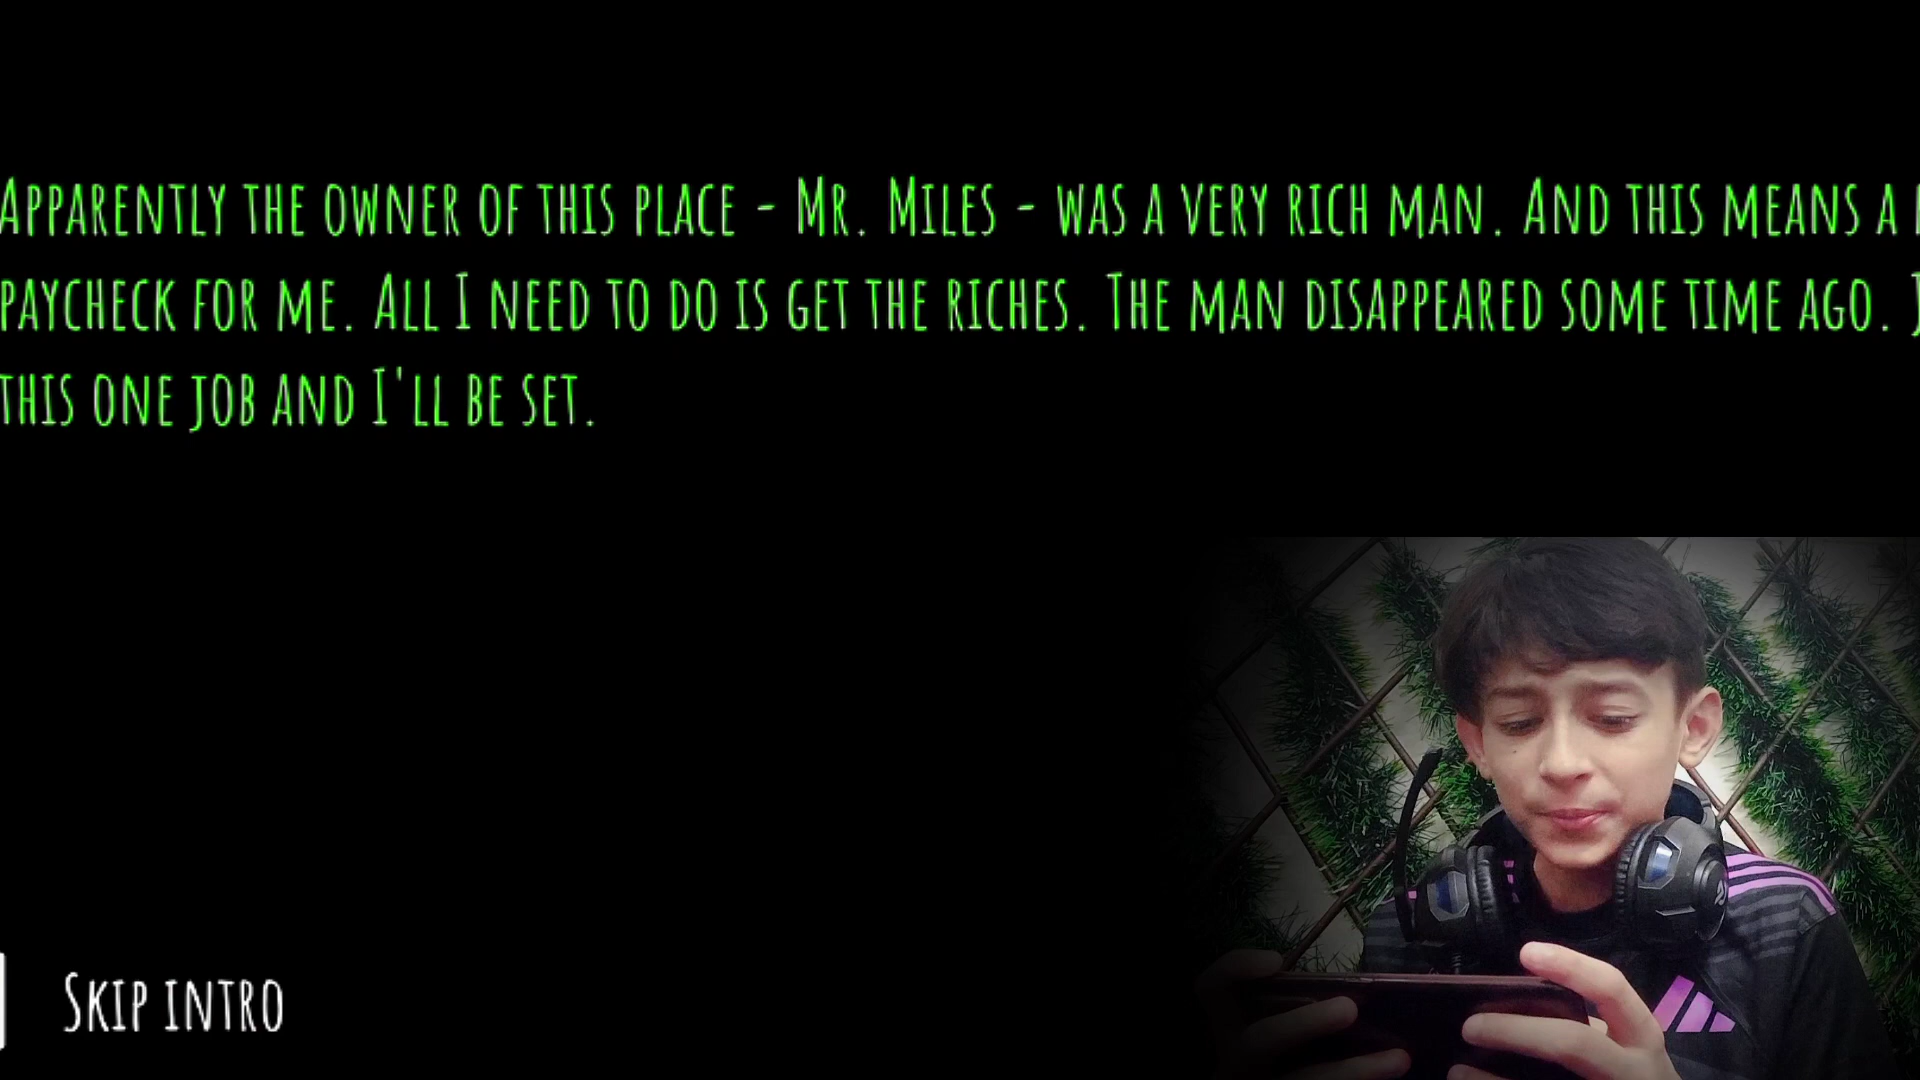 Apparently the owner of this place - Mr. Miles - was a very rich man. And this means a
paycheck for me. All I need to do is get the riches. The man disappeared some time ago.
this one job and I'll be set.
Skip intro